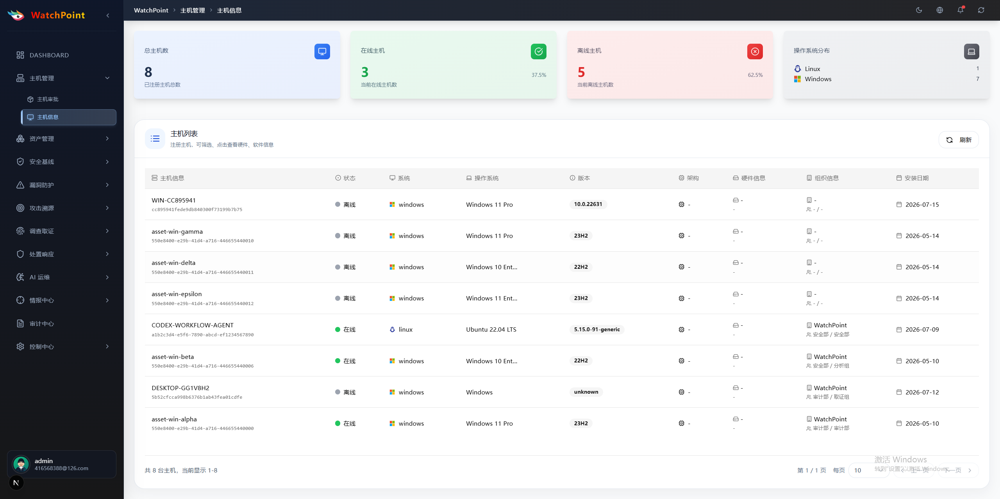 WatchPoint
WatchPoint > 主机管理 > 主机信息
DASHBOARD
主机管理
主机审批
主机信息
资产管理
安全基线
漏洞防护
攻击溯源
调查取证
处置响应
AI 运维
情报中心
审计中心
控制中心
admin
416568388@126.com
N
总主机数
8
已注册主机总数
在线主机
3
37.5%
当前在线主机数
离线主机
5
62.5%
当前离线主机数
操作系统分布
Linux 1
Windows 7
主机列表
注册主机，可筛选、点击查看硬件、软件信息
刷新
主机信息 状态 系统 操作系统 版本 架构 硬件信息 组织信息 安装日期
WIN-CC895941
cc895941fede9db840300f73199b7b75
离线 windows Windows 11 Pro 10.0.22631 - - -
- - / -
2026-07-15
asset-win-gamma
550e8400-e29b-41d4-a716-446655440010
离线 windows Windows 11 Pro 23H2 - - -
- - / -
2026-05-14
asset-win-delta
550e8400-e29b-41d4-a716-446655440011
离线 windows Windows 10 Ent... 22H2 - - -
- - / -
2026-05-14
asset-win-epsilon
550e8400-e29b-41d4-a716-446655440012
离线 windows Windows 11 Ent... 23H2 - - -
- - / -
2026-05-14
CODEX-WORKFLOW-AGENT
a1b2c3d4-e5f6-7890-abcd-ef1234567890
在线 linux Ubuntu 22.04 LTS 5.15.0-91-generic - - WatchPoint
- 安全部 / 安全部
2026-07-09
asset-win-beta
550e8400-e29b-41d4-a716-446655440006
在线 windows Windows 10 Ent... 22H2 - - WatchPoint
- 安全部 / 分析组
2026-05-10
DESKTOP-GG1V8H2
5b52cfcca998b6376b1ab43fea01cdfe
离线 windows Windows unknown - - WatchPoint
- 审计部 / 取证组
2026-07-12
asset-win-alpha
550e8400-e29b-41d4-a716-446655440000
在线 windows Windows 11 Pro 23H2 - - WatchPoint
- 审计部 / 审计部
2026-05-10
共 8 台主机，当前显示 1-8
第 1 / 1 页 每页 10 上一页 下一页
激活 Windows
转到"设置"以激活 Windows。